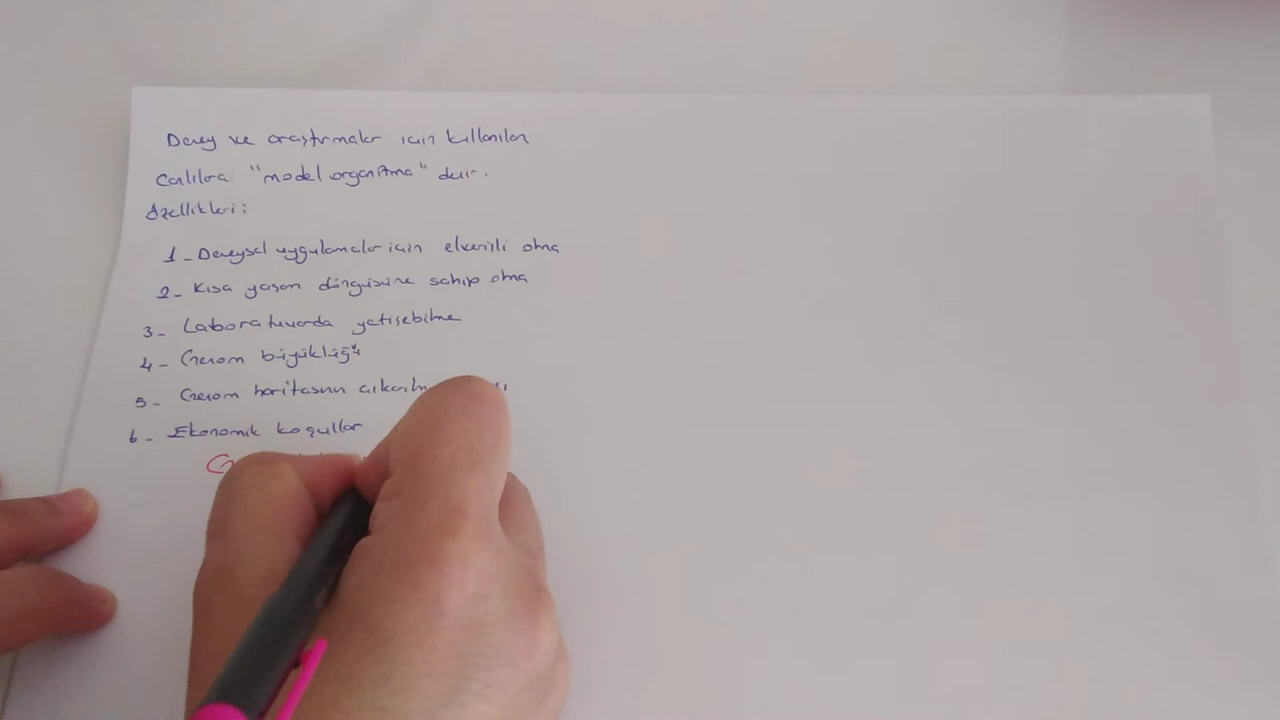 Deney ve araştırmalar için kullanılan
Canlılara "model organizma" denir.
Özellikleri:
1- Deneysel uygulamalar için elverişli olma
2- Kısa yaşam döngüsüne sahip olma
3- Laboratuvarda yetişebilme
4- Genom büyüklüğü
5- Genom haritasının
6- Ekonomik koşullar